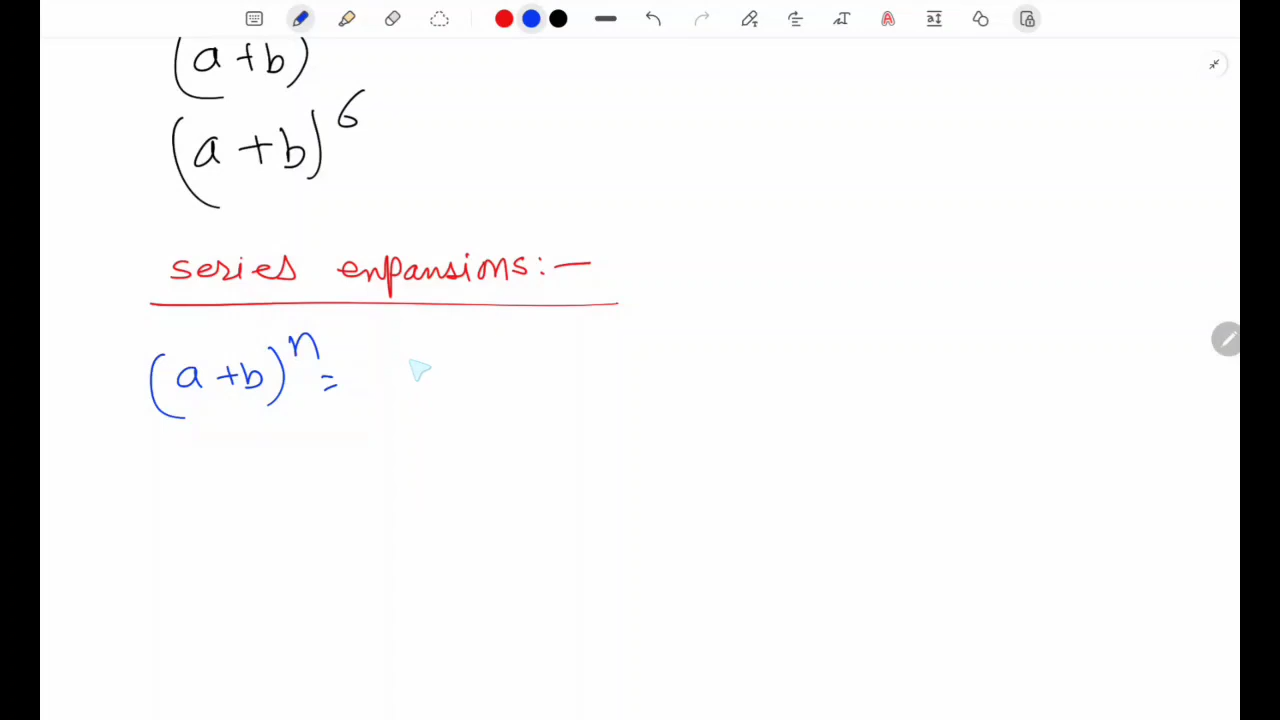 (a+b)
(a+b)^6
series enpansions:-
(a+b)^n =